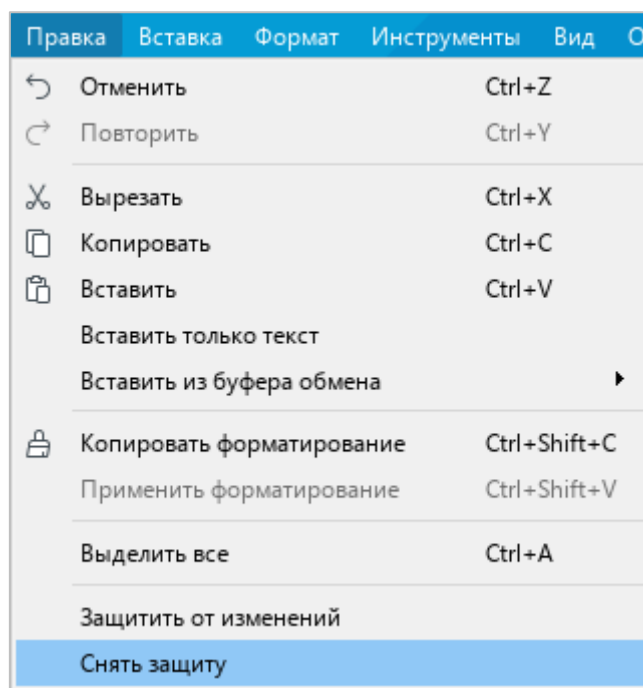 Правка Вставка Формат Инструменты Вид О
Отменить Ctrl+Z
Повторить Ctrl+Y
Вырезать Ctrl+X
Копировать Ctrl+C
Вставить Ctrl+V
Вставить только текст
Вставить из буфера обмена
Копировать форматирование Ctrl+Shift+C
Применить форматирование Ctrl+Shift+V
Выделить все Ctrl+A
Защитить от изменений
Снять защиту